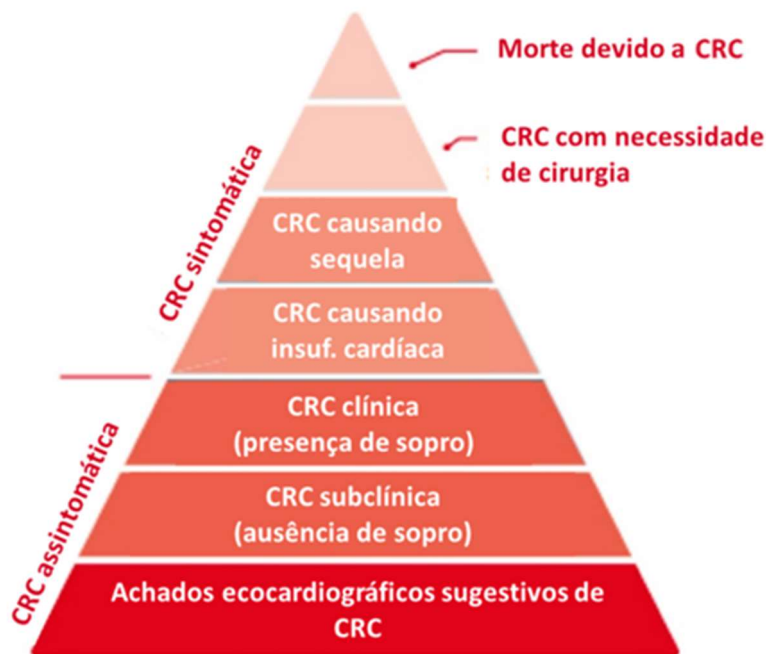 Morte devido a CRC
CRC com necessidade
de cirurgia
CRC causando
sequela
CRC causando
insuf. cardíaca
CRC sintomática
CRC clínica
(presença de sopro)
CRC subclínica
(ausência de sopro)
Achados ecocardiográficos sugestivos de
CRC
CRC assintomática